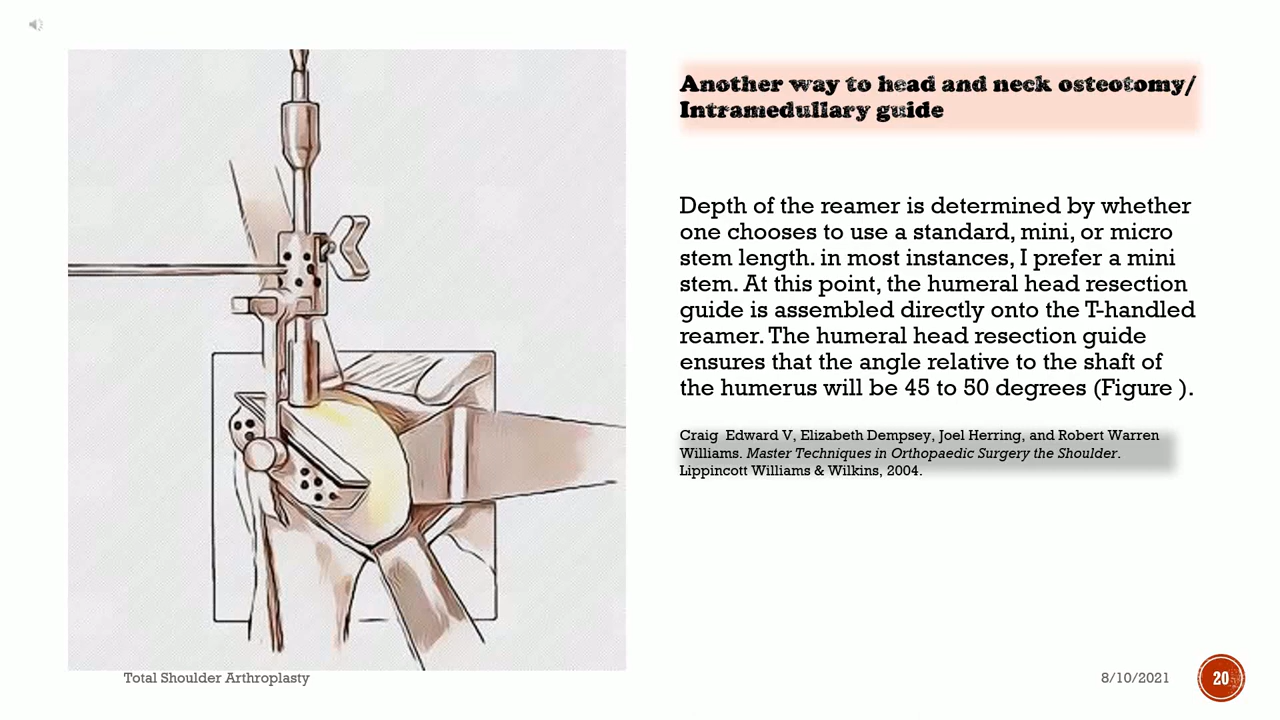 Another way to head and neck osteotomy/
Intramedullary guide
Depth of the reamer is determined by whether
one chooses to use a standard, mini, or micro
stem length. in most instances, I prefer a mini
stem. At this point, the humeral head resection
guide is assembled directly onto the T-handled
reamer. The humeral head resection guide
ensures that the angle relative to the shaft of
the humerus will be 45 to 50 degrees (Figure ).
Craig Edward V, Elizabeth Dempsey, Joel Herring, and Robert Warren
Williams. Master Techniques in Orthopaedic Surgery the Shoulder.
Lippincott Williams & Wilkins, 2004.
Total Shoulder Arthroplasty
8/10/2021
20